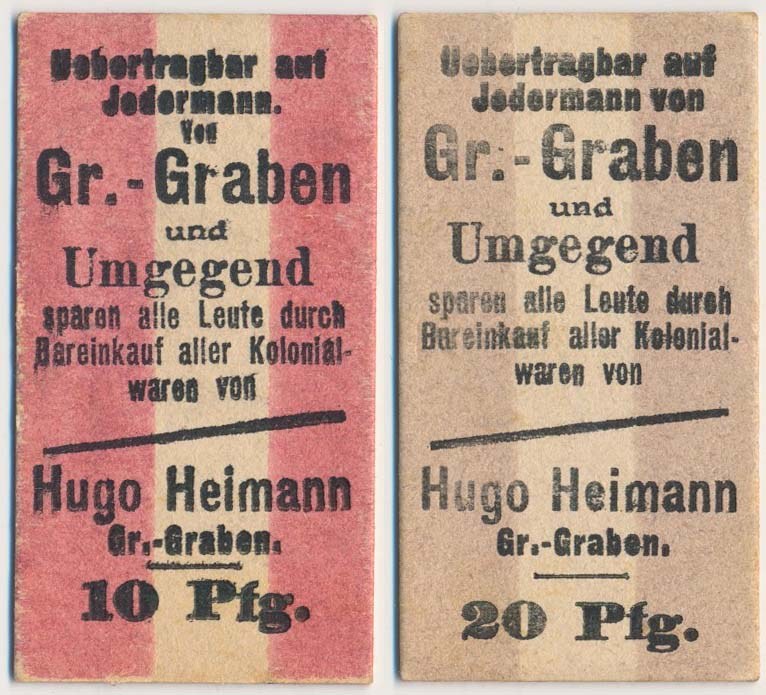 Uebertragbar auf
Jedermann.
Von
Gr.-Graben
und
Umgegend
sparen alle Leute durch
Bareinkauf aller Kolonial-
waren von
Hugo Heimann
Gr.-Graben.
10 Pfg.
Uebertragbar auf
Jedermann von
Gr.-Graben
und
Umgegend
sparen alle Leute durch
Bareinkauf aller Kolonial-
waren von
Hugo Heimann
Gr.-Graben.
20 Pfg.